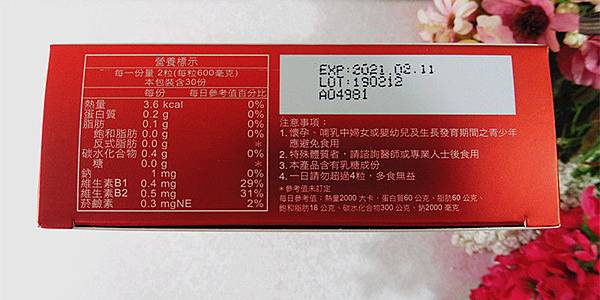 營養標示
每一份量 2粒(每粒600毫克)
本包裝含30份
每份 每日參考值百分比
熱量 3.6 kcal 0%
蛋白質 0.2 g 0%
脂肪 0.1 g 0%
飽和脂肪 0.0 g 0%
反式脂肪 0.0 g *
碳水化合物 0.4 g 0%
糖 0.0 g *
鈉 1 mg 0%
維生素B1 0.4 mg 29%
維生素B2 0.5 mg 31%
菸鹼素 0.3 mgNE 2%
EXP:2021 02.11
LOT:190212
A04981
注意事項：
1. 懷孕、哺乳中婦女或嬰幼兒及生長發育期間之青少年
應避免食用
2. 特殊體質者，請諮詢醫師或專業人士後食用
3. 本產品含有乳糖成份
4. 一日請勿超過4粒，多食無益
*參考值未訂定
每日參考值：熱量2000 大卡、蛋白質60 公克、脂肪60 公克、
飽和脂肪18 公克、碳水化合物300 公克、鈉2000 毫克